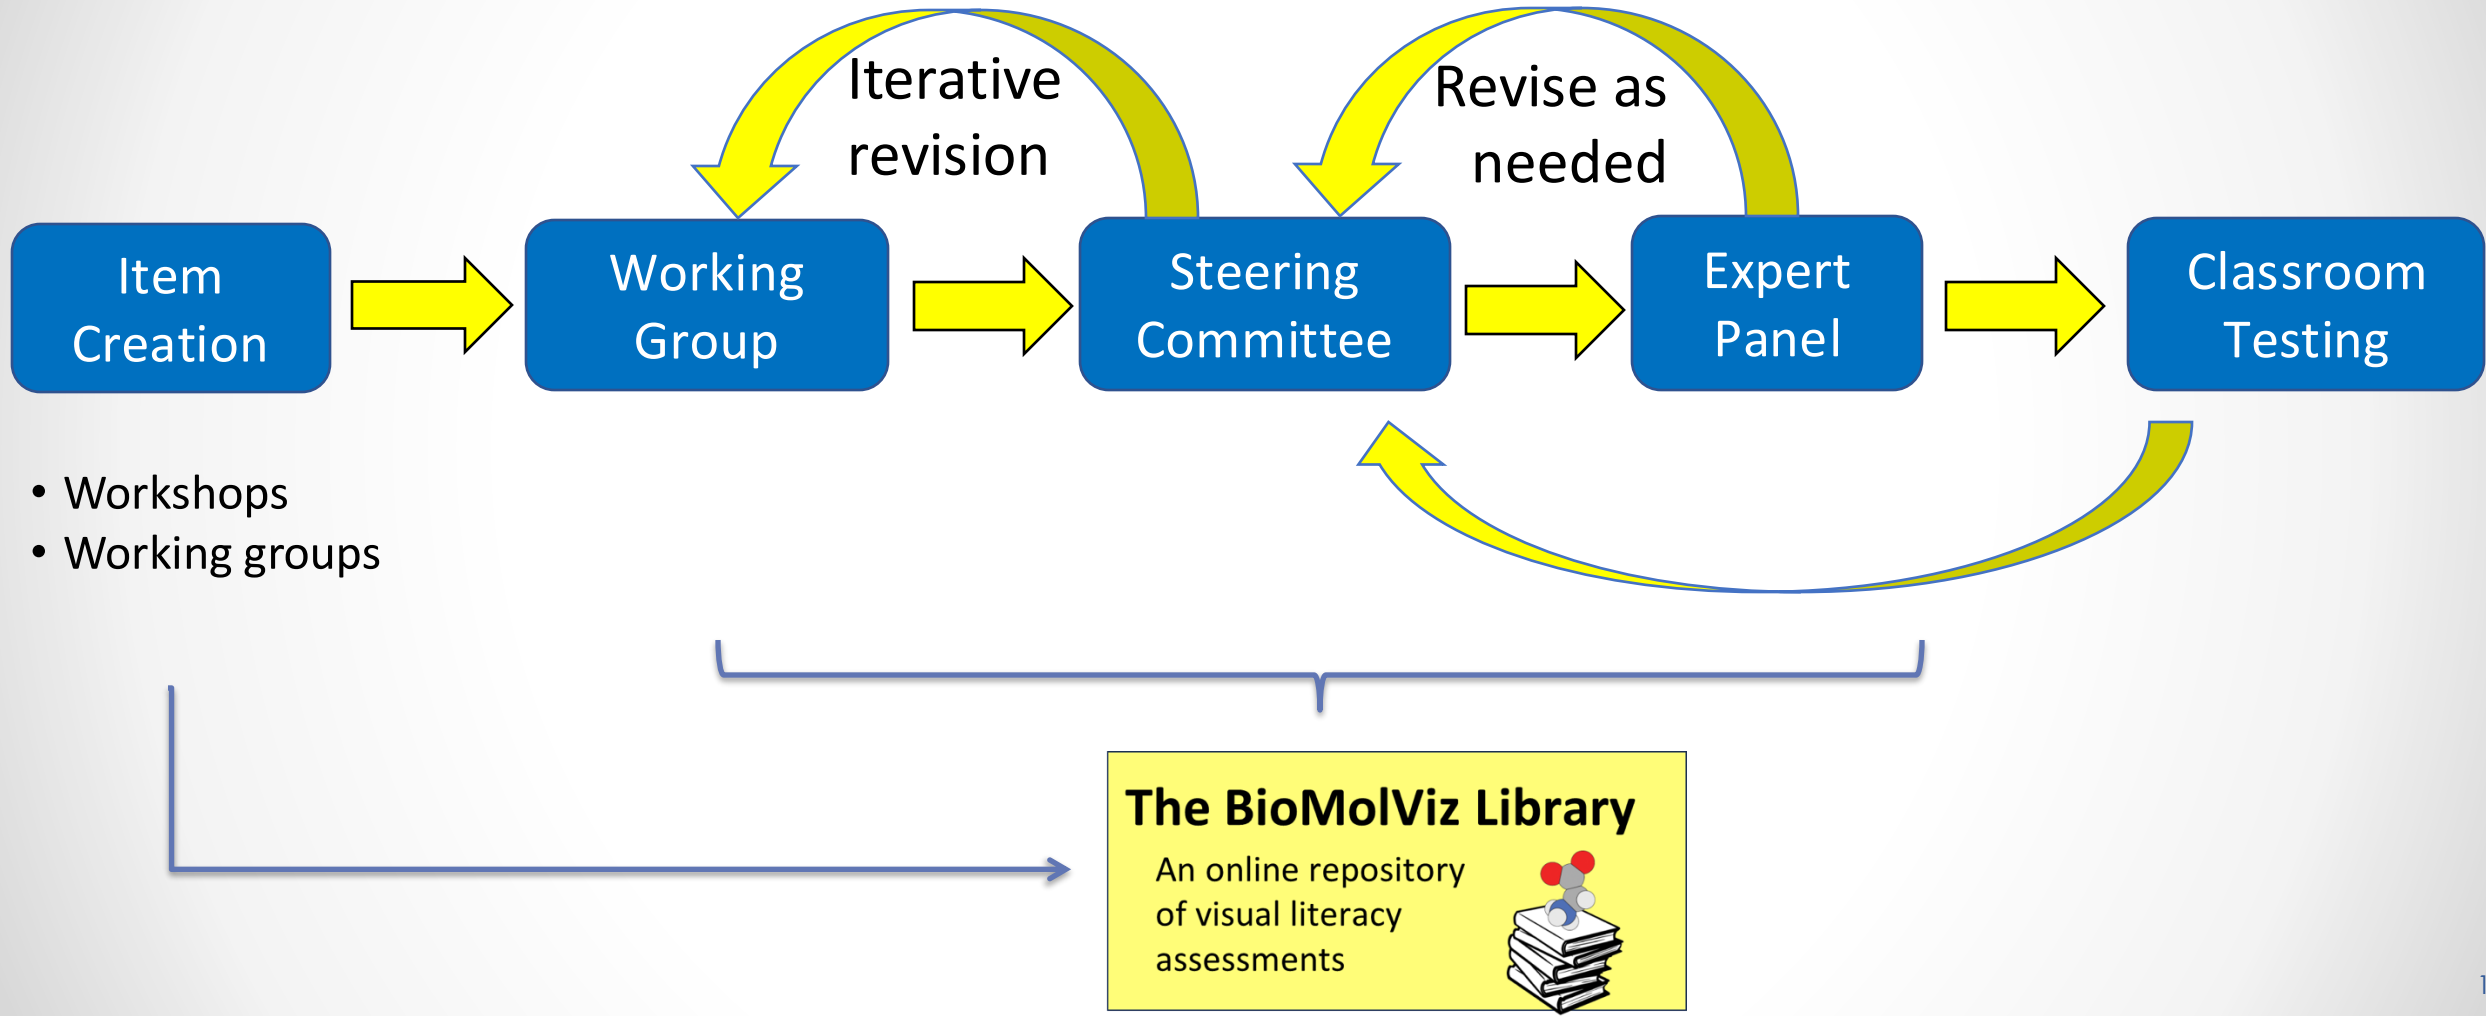 Iterative
revision
Revise as
needed
Item
Creation
Working
Group
Steering
Committee
Expert
Panel
Classroom
Testing
• Workshops
• Working groups
The BioMolViz Library
An online repository
of visual literacy
assessments
1